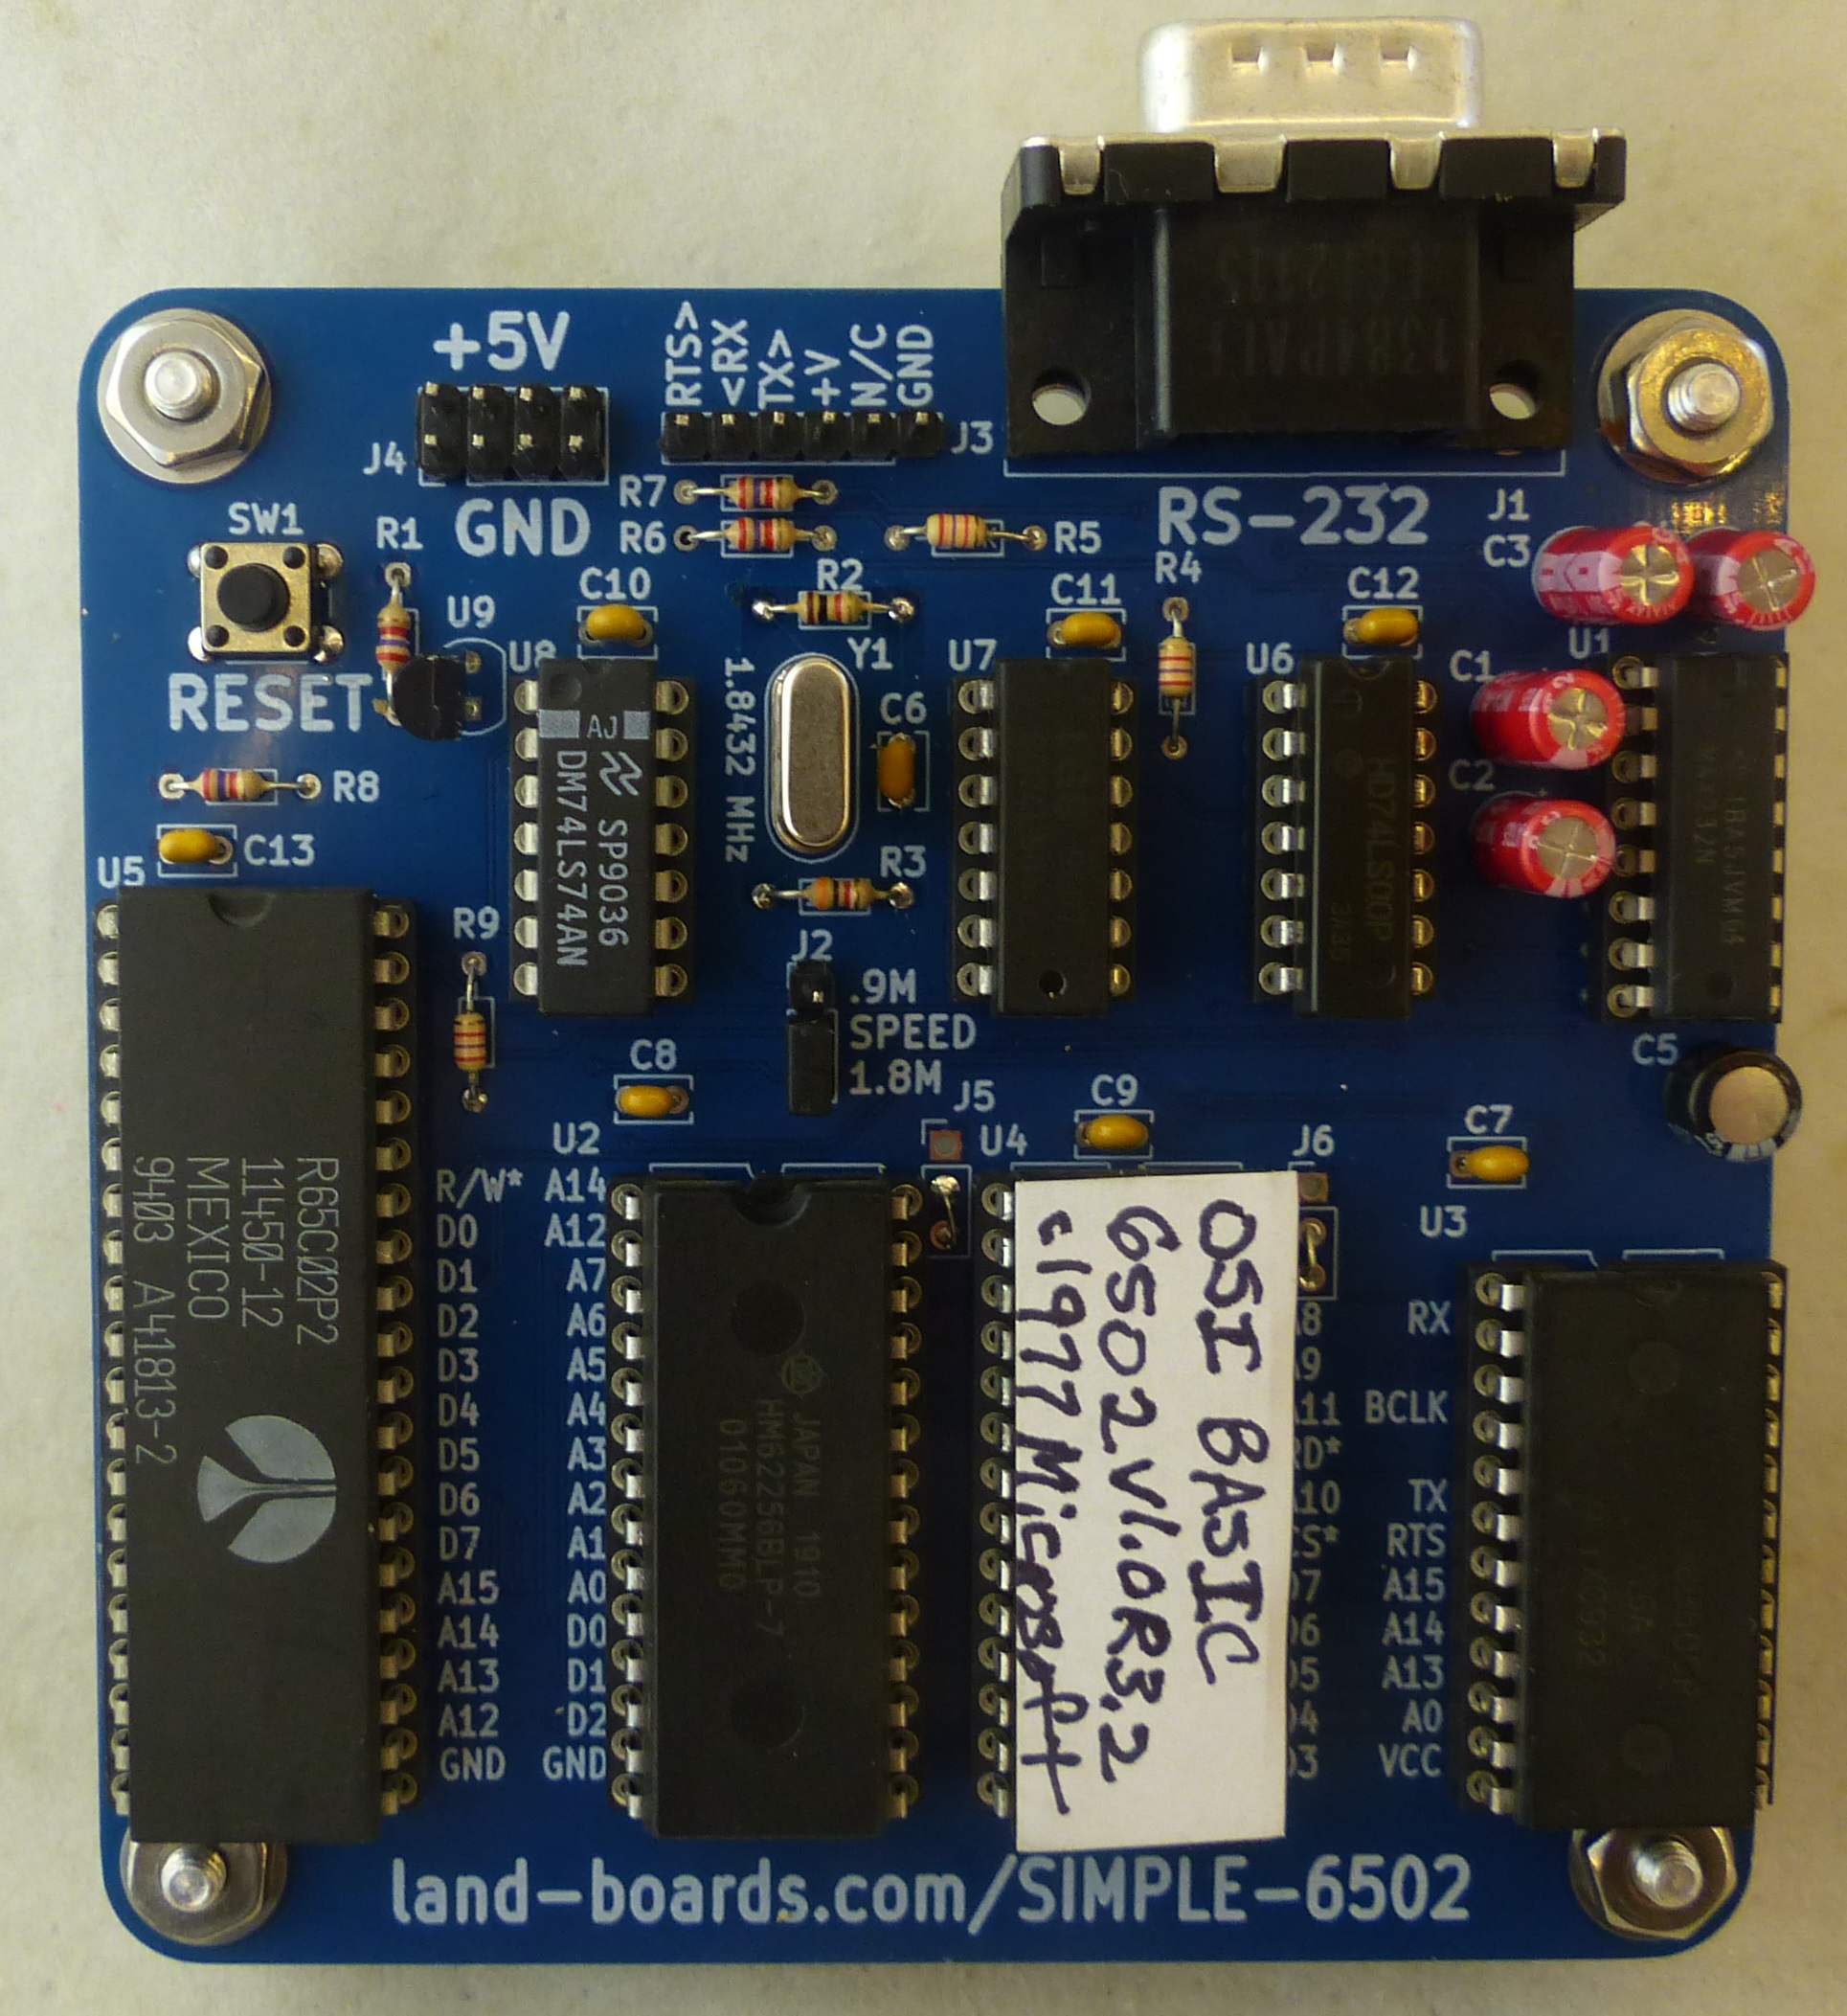 +5V
RTS>
<RX
TX>
+V
N/C
GND
J4
J3
GND
SW1
R1
R7
R6
R5
RS-232
J1
C3
R4
U9
C10
R2
C11
C12
U8
Y1
U7
U6
C1
U1
RESET
1.8432 MHz
C6
C2
R8
C13
U5
R3
R9
J2
.9M
SPEED
1.8M
C8
J5
C9
C5
C7
U2
U4
J6
U3
AJ
SP9036
DM74LS74AN
HD74LS00P
R65C02P2
11450-12
MEXICO
9403 A41813-2
R/W*
D0
D1
D2
D3
D4
D5
D6
D7
A15
A14
A13
A12
GND
A14
A12
A7
A6
A5
A4
A3
A2
A1
A0
D0
D1
D2
GND
JAPAN 1910
HM62256BLP-7
01060MM0
OSI BASIC
6502 V1.0R3.2
c1977 Microsoft
RX
BCLK
TX
RTS
A15
A14
A13
A0
VCC
land-boards.com/SIMPLE-6502